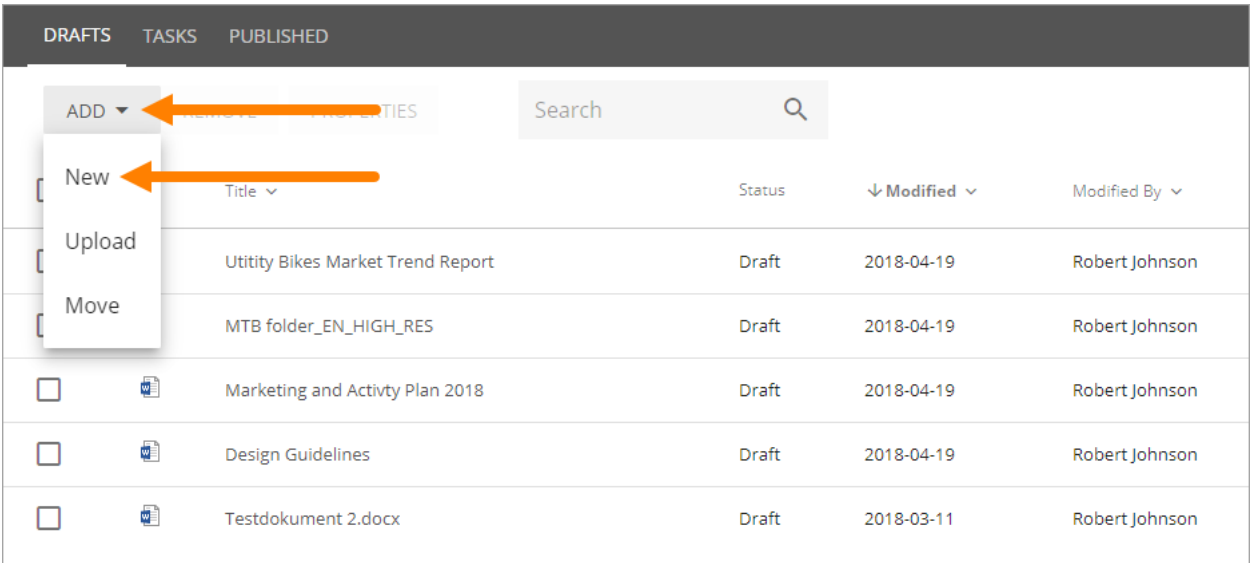 DRAFTS TASKS PUBLISHED
ADD REMOVE PROPERTIES Search
New
Upload
Move
Title Status Modified Modified By
Utitity Bikes Market Trend Report Draft 2018-04-19 Robert Johnson
MTB folder_EN_HIGH_RES Draft 2018-04-19 Robert Johnson
Marketing and Activty Plan 2018 Draft 2018-04-19 Robert Johnson
Design Guidelines Draft 2018-04-19 Robert Johnson
Testdokument 2.docx Draft 2018-03-11 Robert Johnson